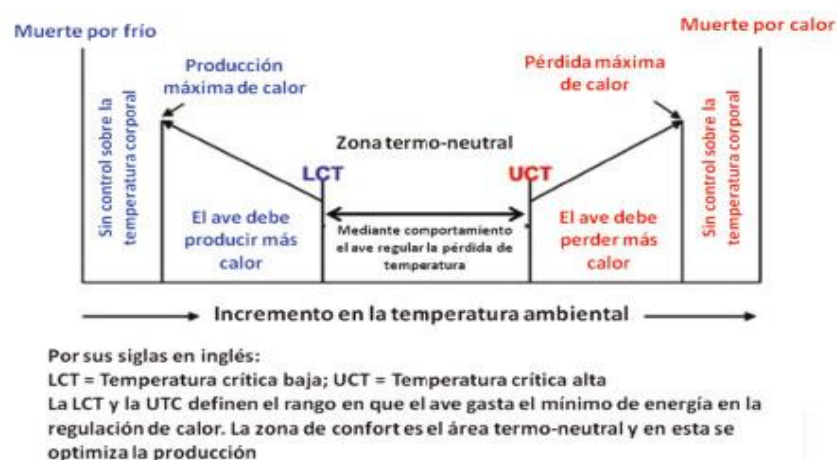 Muerte por frío
Muerte por calor
Producción
máxima de calor
Pérdida máxima
de calor
Sin control sobre la
temperatura corporal
Zona termo-neutral
Sin control sobre la
temperatura corporal
LCT
UCT
El ave debe
producir más
calor
Mediante comportamiento
el ave regular la pérdida de
temperatura
El ave debe
perder más
calor
Incremento en la temperatura ambiental
Por sus siglas en inglés:
LCT = Temperatura crítica baja; UCT = Temperatura crítica alta
La LCT y la UTC definen el rango en que el ave gasta el mínimo de energía en la
regulación de calor. La zona de confort es el área termo-neutral y en esta se
optimiza la producción